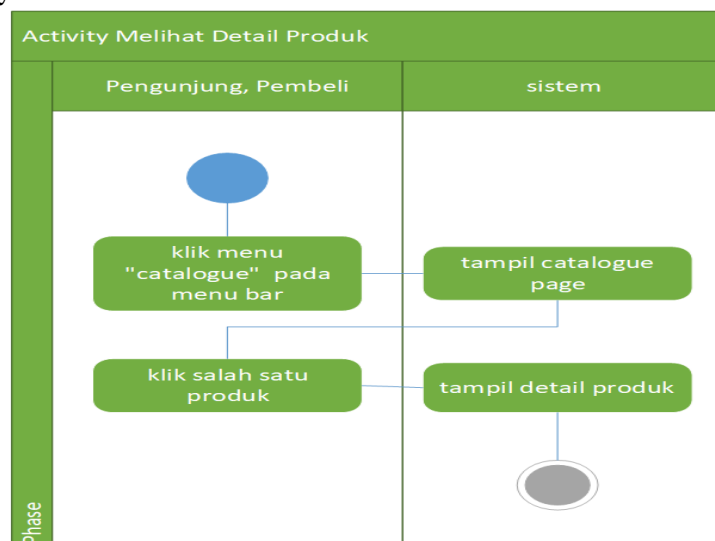 Activity Melihat Detail Produk
Pengunjung, Pembeli
sistem
klik menu
"catalogue" pada
menu bar
tampil catalogue
page
klik salah satu
produk
tampil detail produk
Phase